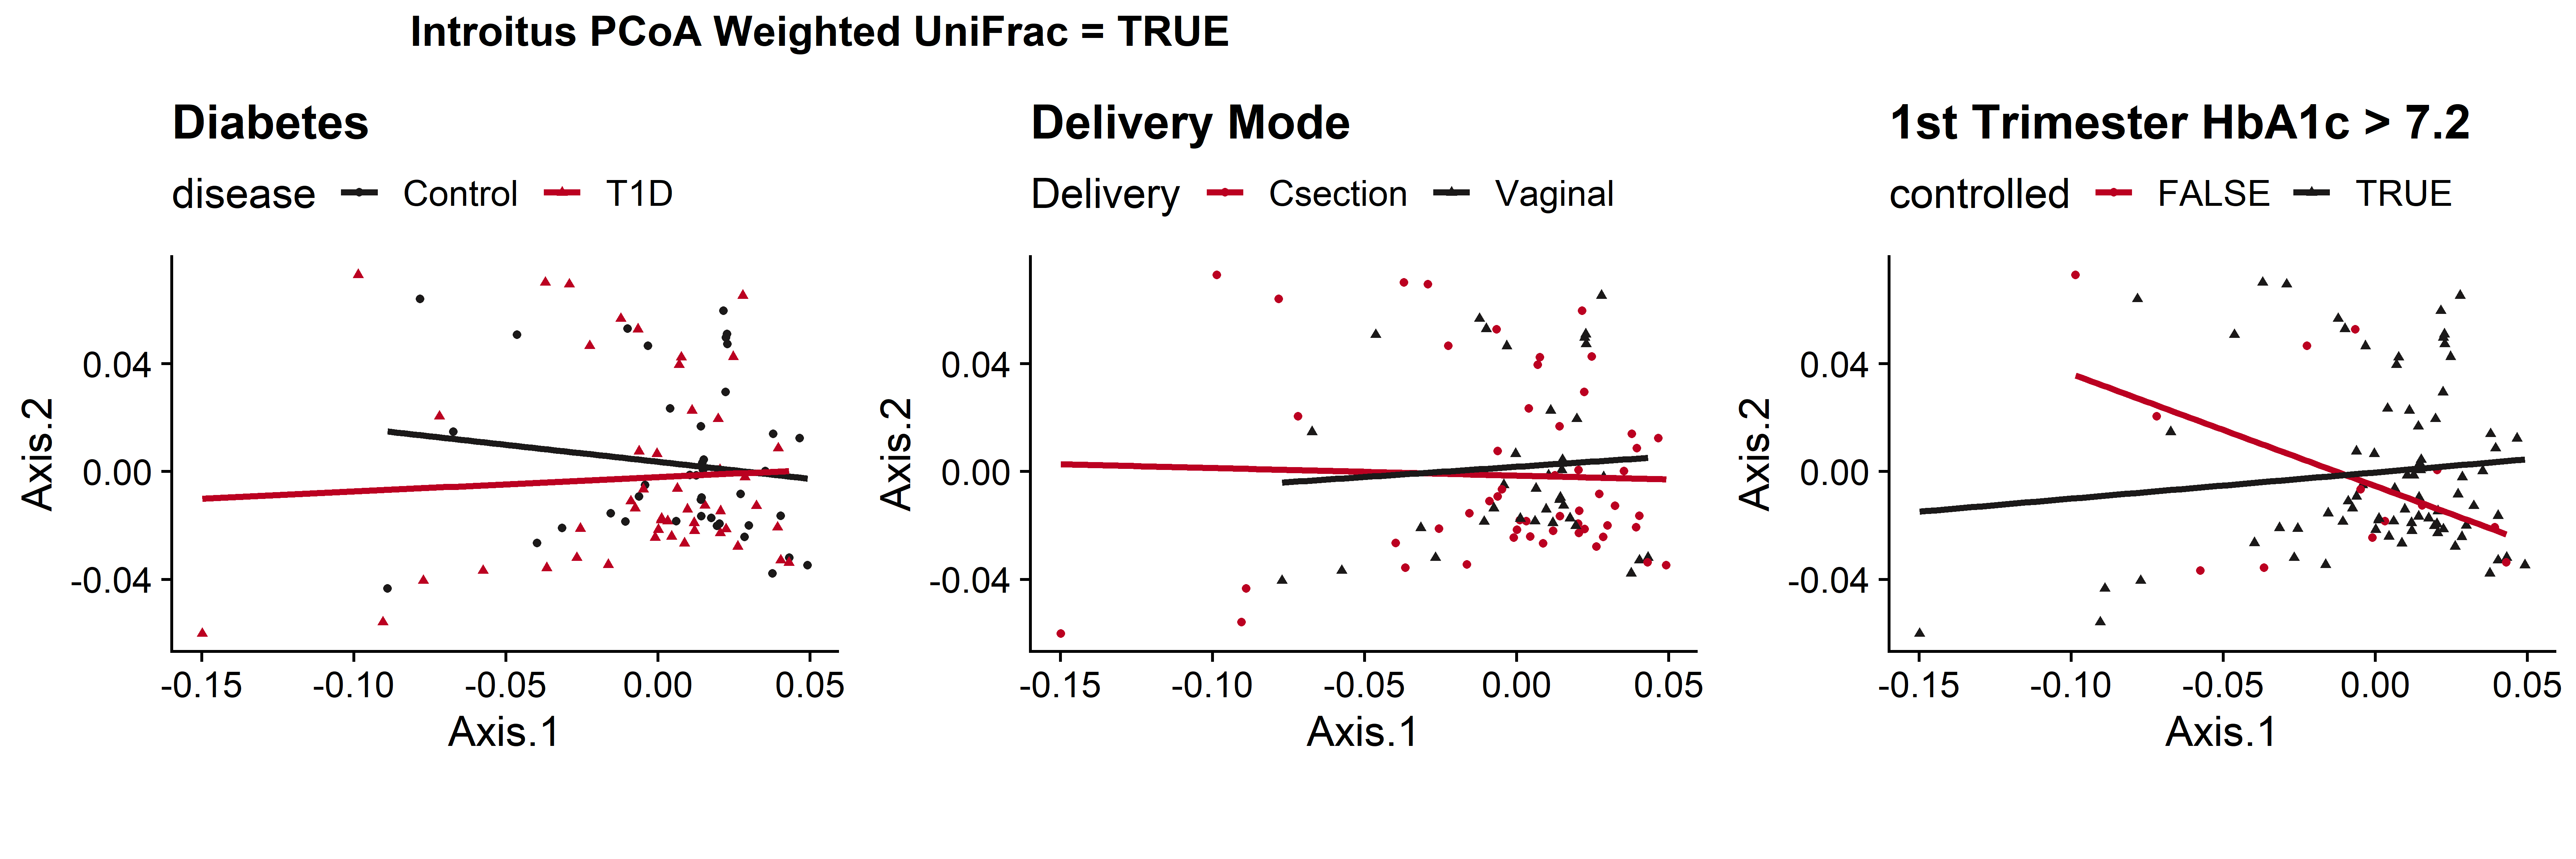 Introitus PCoA Weighted UniFrac = TRUE
Diabetes
disease Control T1D
0.04
0.00
-0.04
Axis.2
-0.15 -0.10 -0.05 0.00 0.05
Axis.1
Delivery Mode
Delivery Csection Vaginal
0.04
0.00
-0.04
Axis.2
-0.15 -0.10 -0.05 0.00 0.05
Axis.1
1st Trimester HbA1c > 7.2
controlled FALSE TRUE
0.04
0.00
-0.04
Axis.2
-0.15 -0.10 -0.05 0.00 0.05
Axis.1